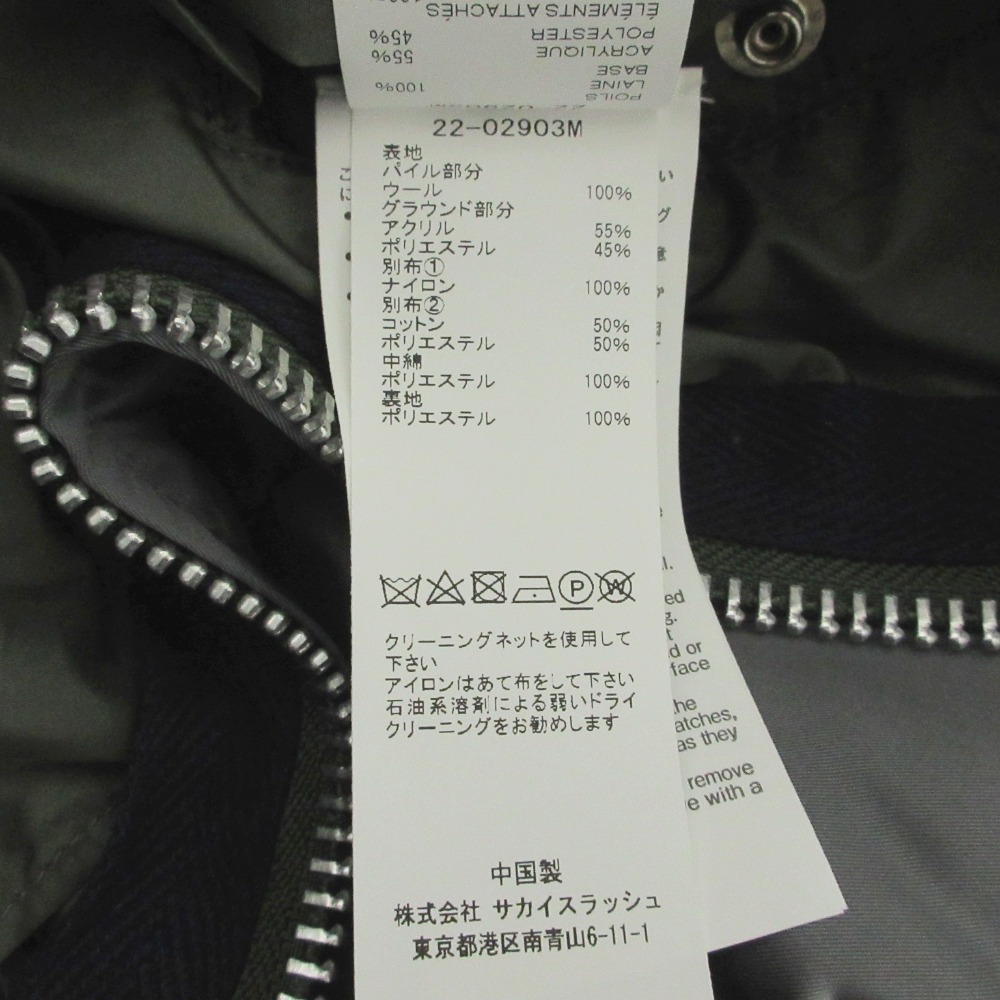 ÉLÉMENTS ATTACHÉS
POLYESTER 45%
ACRYLIQUE 55%
BASE
LAINE 100%
POILS
22-02903M
表地
パイル部分
ウール 100%
グラウンド部分
アクリル 55%
ポリエステル 45%
別布①
ナイロン 100%
別布②
コットン 50%
ポリエステル 50%
中綿
ポリエステル 100%
裏地
ポリエステル 100%
P
W
クリーニングネットを使用して
下さい
アイロンはあて布をして下さい
石油系溶剤による弱いドライ
クリーニングをお勧めします
中国製
株式会社 サカイスラッシュ
東京都港区南青山6-11-1
d or
face
he
atches,
as they
remove
e with a